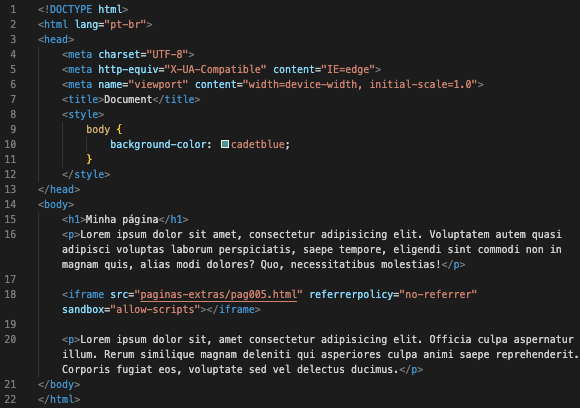 1 <!DOCTYPE html>
2 <html lang="pt-br">
3 <head>
4 <meta charset="UTF-8">
5 <meta http-equiv="X-UA-Compatible" content="IE=edge">
6 <meta name="viewport" content="width=device-width, initial-scale=1.0">
7 <title>Document</title>
8 <style>
9 body {
10 background-color: cadetblue;
11 }
12 </style>
13 </head>
14 <body>
15 <h1>Minha página</h1>
16 <p>Lorem ipsum dolor sit amet, consectetur adipisicing elit. Voluptatem autem quasi
adipisci voluptas laborum perspiciatis, saepe tempore, eligendi sint commodi non in
magnam quis, alias modi dolores? Quo, necessitatibus molestias!</p>
17
18 <iframe src="paginas-extras/pag005.html" referrerpolicy="no-referrer"
sandbox="allow-scripts"></iframe>
19
20 <p>Lorem ipsum dolor sit, amet consectetur adipisicing elit. Officia culpa aspernatur
illum. Rerum similique magnam deleniti qui asperiores culpa animi saepe reprehenderit.
Corporis fugiat eos, voluptate sed vel delectus ducimus.</p>
21 </body>
22 </html>